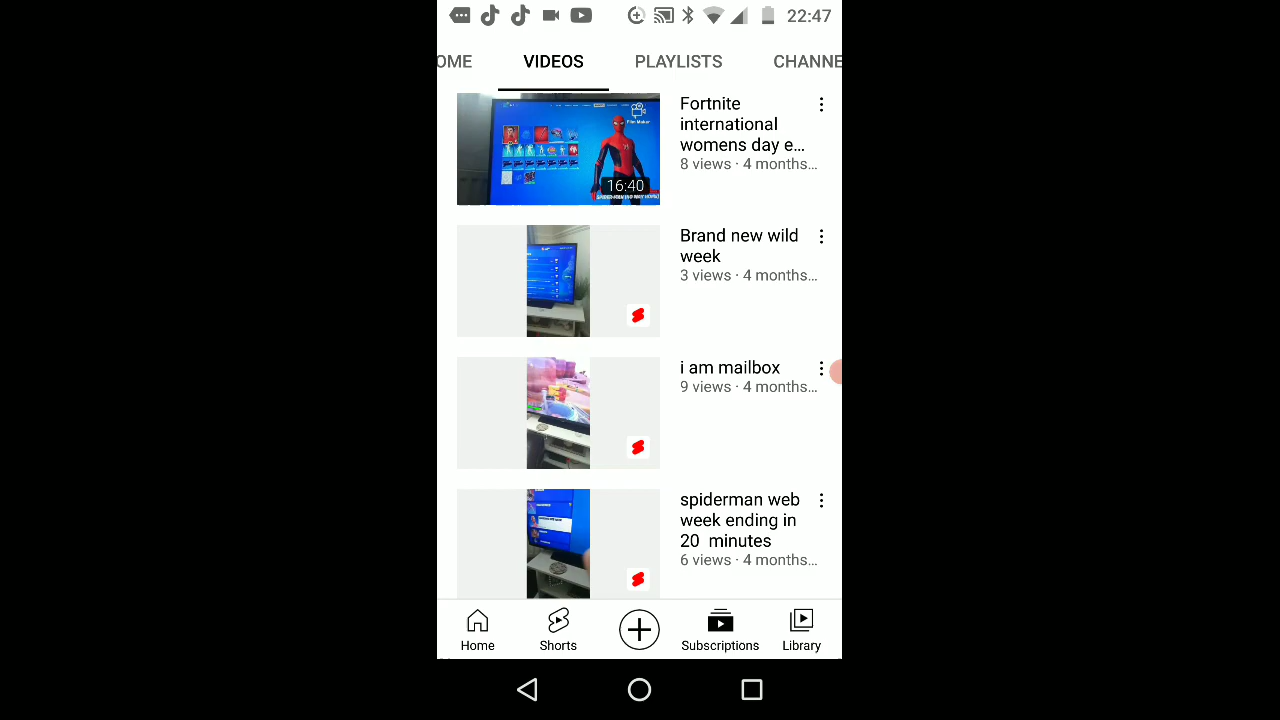 22:47
OME
VIDEOS
PLAYLISTS
CHANNE
Film Maker
16:40
Fortnite
international
womens day e...
8 views · 4 months...
Brand new wild
week
3 views · 4 months...
i am mailbox
9 views · 4 months...
spiderman web
week ending in
20 minutes
6 views · 4 months...
Home
Shorts
Subscriptions
Library